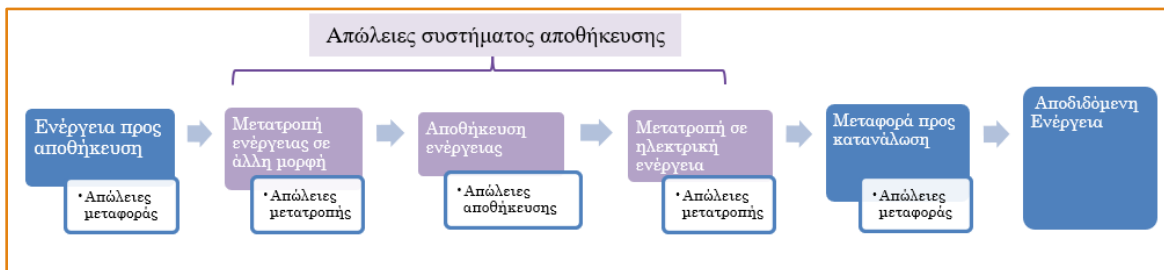 Απώλειες συστήματος αποθήκευσης
Ενέργεια προς
αποθήκευση
• Απώλειες
μεταφοράς
Μετατροπή
ενέργειας σε
άλλη μορφή
• Απώλειες
μετατροπής
Αποθήκευση
ενέργειας
• Απώλειες
αποθήκευσης
Μετατροπή σε
ηλεκτρική
ενέργεια
• Απώλειες
μετατροπής
Μεταφορά προς
κατανάλωση
• Απώλειες
μεταφοράς
Αποδιδόμενη
Ενέργεια